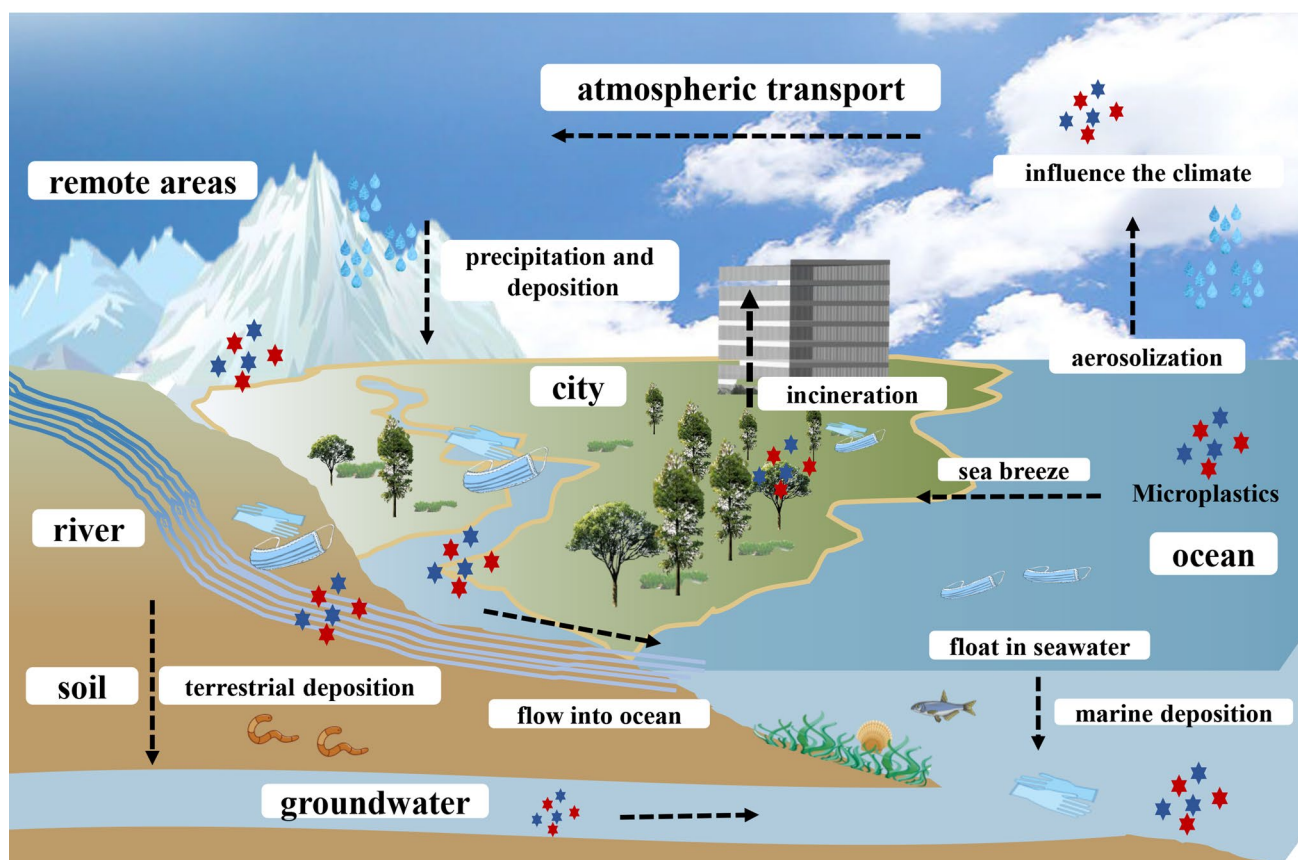 atmospheric transport
remote areas
influence the climate
precipitation and
deposition
aerosolization
city
incineration
sea breeze
Microplastics
river
ocean
float in seawater
soil
terrestrial deposition
flow into ocean
marine deposition
groundwater